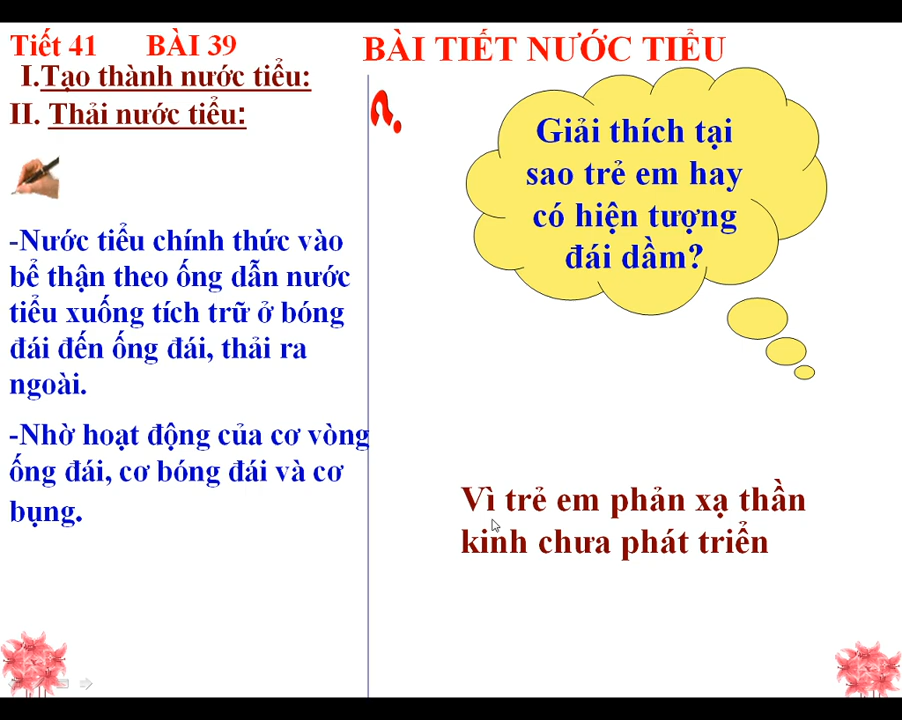 Tiết 41 BÀI 39 BÀI TIẾT NƯỚC TIỂU
I.Tạo thành nước tiểu:
II. Thải nước tiểu:
-Nước tiểu chính thức vào
bể thận theo ống dẫn nước
tiểu xuống tích trữ ở bóng
đái đến ống đái, thải ra
ngoài.
-Nhờ hoạt động của cơ vòng
ống đái, cơ bóng đái và cơ
bụng.
?
Giải thích tại
sao trẻ em hay
có hiện tượng
đái dầm?
Vì trẻ em phản xạ thần
kinh chưa phát triển